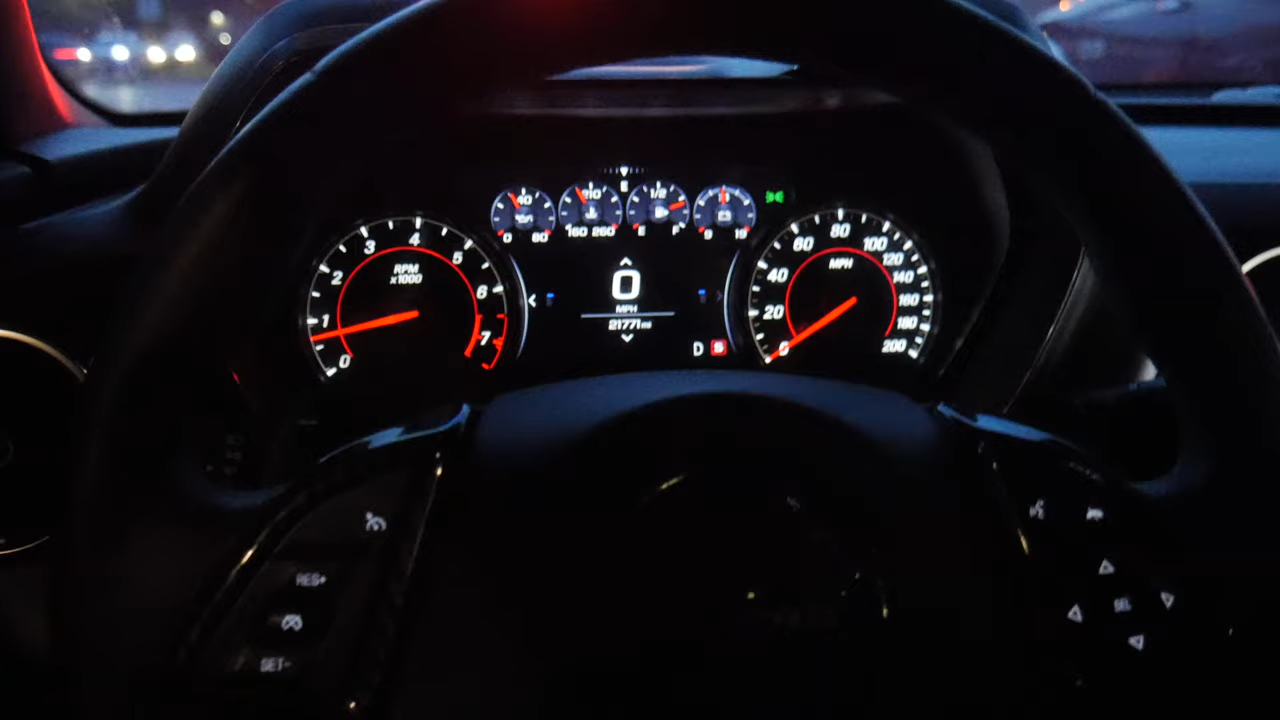 E
40
0 80
210
160 260
1/2
E F
9 19
0 1 2 3 4 5 6 7
RPM
x1000
0
MPH
21771mi
D S
0 20 40 60 80 100 120 140 160 180 200
MPH
RES+
SET-
SEL